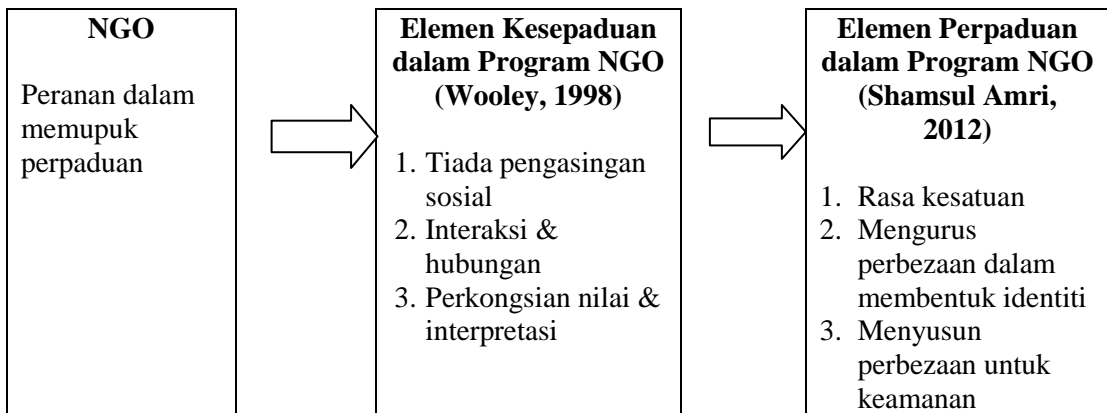 NGO
Peranan dalam
memupuk
perpaduan
Elemen Kesepaduan
dalam Program NGO
(Wooley, 1998)
1. Tiada pengasingan
sosial
2. Interaksi &
hubungan
3. Perkongsian nilai &
interpretasi
Elemen Perpaduan
dalam Program NGO
(Shamsul Amri,
2012)
1. Rasa kesatuan
2. Mengurus
perbezaan dalam
membentuk identiti
3. Menyusun
perbezaan untuk
keamanan